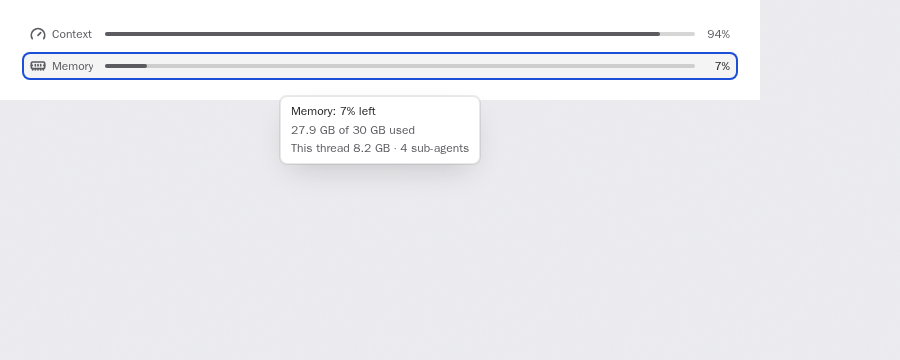 Context 94%
Memory 7%
Memory: 7% left
27.9 GB of 30 GB used
This thread 8.2 GB · 4 sub-agents